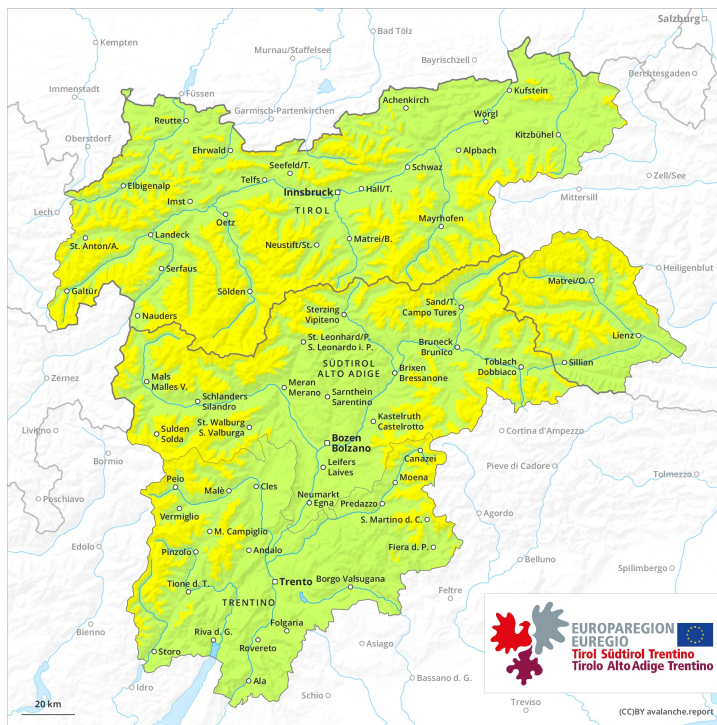 Salzburg
Kempten
Bad Tölz
Murnau/Staffelsee
Bayrischzell
Berchtesgaden
Immenstadt
Füssen
Garmisch-Partenkirchen
Achenkirch
Kufstein
Reutte
Wörgl
Oberstdorf
Ehrwald
Kitzbühel
Seefeld/T.
Alpbach
Telfs
Schwaz
Zell/See
Elbigenalp
Innsbruck
Hall/T.
Mittersill
Imst
TIROL
Lech
Oetz
Mayrhofen
St. Anton/A.
Landeck
Neustift/St.
Matrei/B.
Serfaus
Heiligenblut
Galtür
Sölden
Matrei/O.
Nauders
Sterzing
Vipiteno
Sand/T.
Campo Tures
Lienz
St. Leonhard/P.
S. Leonardo i. P.
Bruneck
Brunico
Toblach
Dobbiaco
Sillian
SÜDTIROL
ALTO ADIGE
Brixen
Bressanone
Zernez
Mals
Malles V.
Meran
Merano
Schlanders
Silandro
Sarnthein
Sarentino
St. Walburg
S. Valburga
Kastelruth
Castelrotto
Livigno
Sulden
Solda
Cortina d'Ampezzo
Bozen
Bolzano
Canazei
Bormio
Leifers
Laives
Pieve di Cadore
Tolmezzo
Poschiavo
Peio
Malè
Cles
Moena
Neumarkt
Egna
Predazzo
Vermiglio
Agordo
S. Martino d. C.
M. Campiglio
Edolo
Pinzolo
Andalo
Fiera d. P.
Belluno
Spilimbergo
Tione d. T.
Trento
Borgo Valsugana
Feltre
TRENTINO
Folgaria
Bienno
Riva d. G.
Rovereto
Asiago
Storo
Bassano d. G.
Idro
Ala
Schio
Treviso
EUROPAREGION
EUREGIO
Tirol Südtirol Trentino
Tirolo Alto Adige Trentino
20 km
(CC)BY avalanche.report